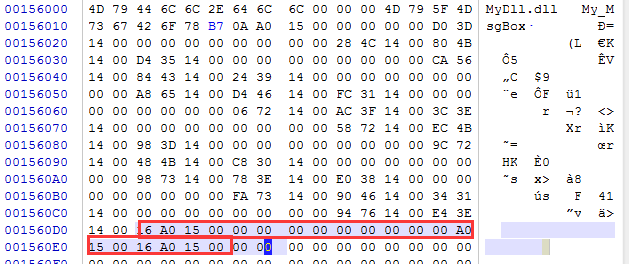 00156000 4D 79 44 6C 6C 2E 64 6C 6C 00 00 00 4D 79 5F 4D MyDll.dll My_M
00156010 73 67 42 6F 78 B7 0A A0 15 00 00 00 00 00 D0 3D sgBox· Ð=
00156020 14 00 00 00 00 00 00 00 00 00 28 4C 14 00 80 4B (L €K
00156030 14 00 D4 35 14 00 00 00 00 00 00 00 00 00 CA 56 Ô5 ÊV
00156040 14 00 84 43 14 00 24 39 14 00 00 00 00 00 00 00 „C $9
00156050 00 00 A8 65 14 00 D4 46 14 00 FC 31 14 00 00 00 ¨e ÔF ü1
00156060 00 00 00 00 00 00 06 72 14 00 AC 3F 14 00 3C 3E r ¬? <>
00156070 14 00 00 00 00 00 00 00 00 00 58 72 14 00 EC 4B Xr ìK
00156080 14 00 98 3D 14 00 00 00 00 00 00 00 00 00 9C 72 ˜= œr
00156090 14 00 48 4B 14 00 C8 30 14 00 00 00 00 00 00 00 HK È0
001560A0 00 00 98 73 14 00 78 3E 14 00 E0 38 14 00 00 00 ˜s x> à8
001560B0 00 00 00 00 00 00 FA 73 14 00 90 46 14 00 34 31 ús F 41
001560C0 14 00 00 00 00 00 00 00 00 00 94 76 14 00 E4 3E ”v ä>
001560D0 14 00 16 A0 15 00 00 00 00 00 00 00 00 00 00 A0
001560E0 15 00 16 A0 15 00 00 00 00 00 00 00 00 00 00 00